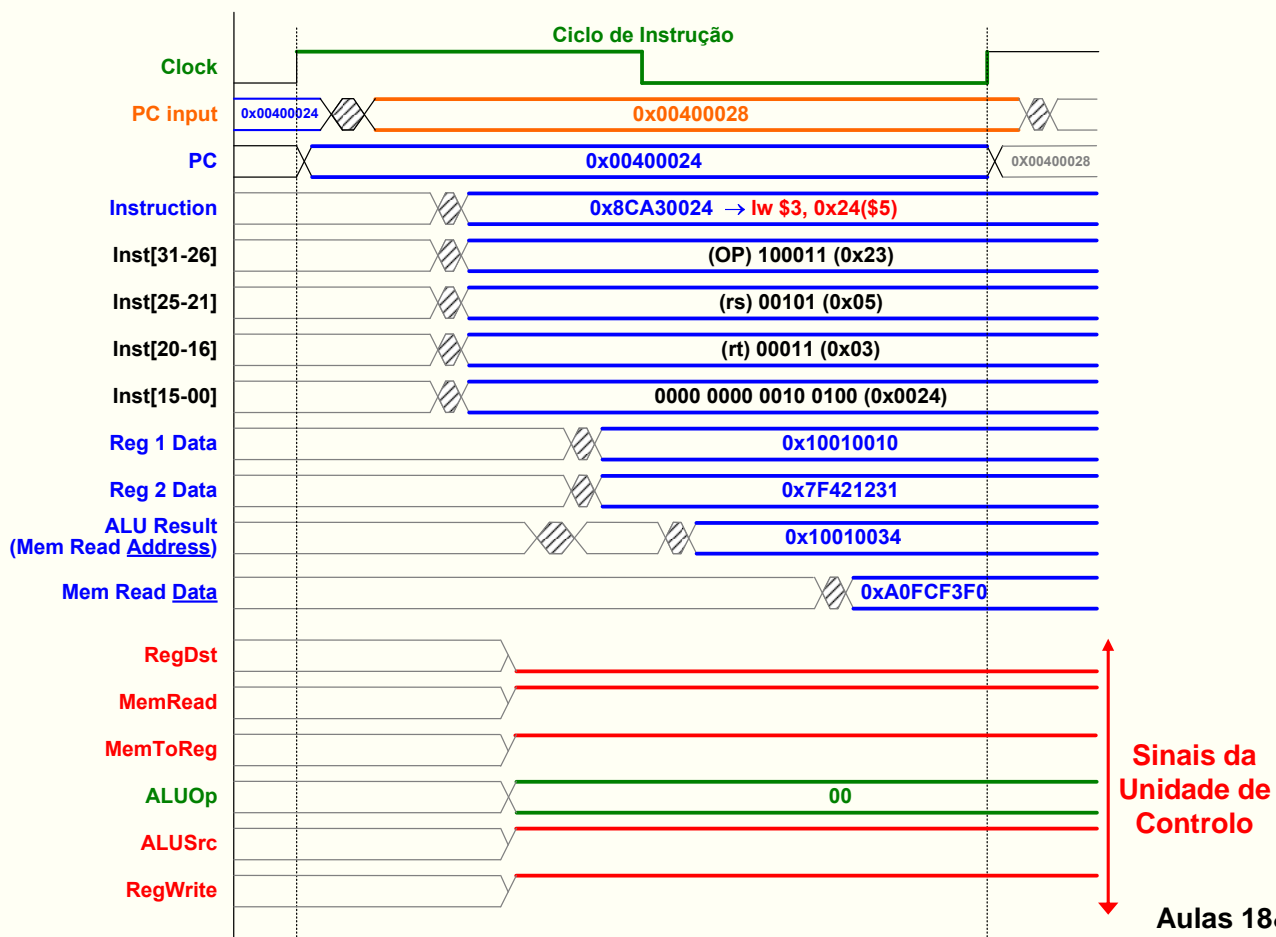 Ciclo de Instrução
Clock
PC input 0x00400024 0x00400028
PC 0x00400024 0X00400028
Instruction 0x8CA30024 → lw $3, 0x24($5)
Inst[31-26] (OP) 100011 (0x23)
Inst[25-21] (rs) 00101 (0x05)
Inst[20-16] (rt) 00011 (0x03)
Inst[15-00] 0000 0000 0010 0100 (0x0024)
Reg 1 Data 0x10010010
Reg 2 Data 0x7F421231
ALU Result
(Mem Read Address) 0x10010034
Mem Read Data 0xA0FCF3F0
RegDst
MemRead
MemToReg
ALUOp 00
ALUSrc
RegWrite
Sinais da
Unidade de
Controlo
Aulas 18